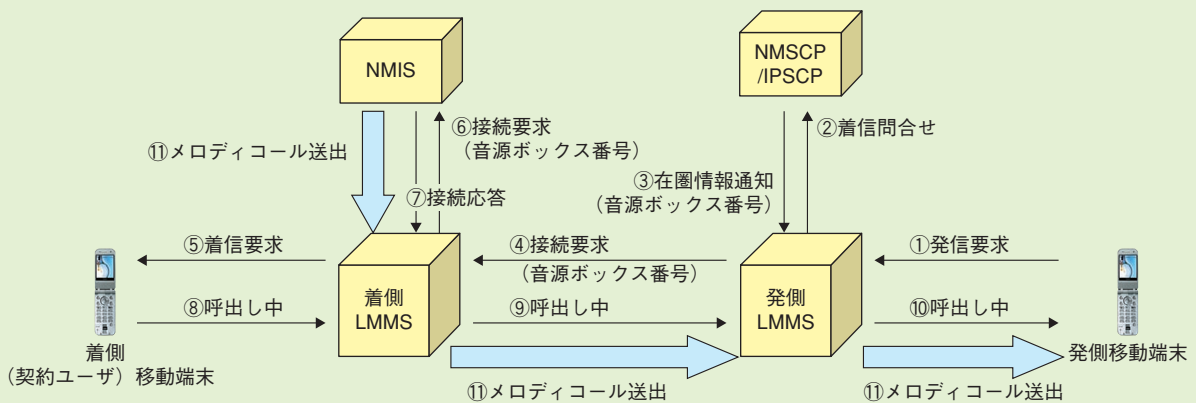 NMIS
NMSCP
/IPSCP
⑪メロディコール送出
⑥接続要求
（音源ボックス番号）
②着信問合せ
⑦接続応答
③在圏情報通知
（音源ボックス番号）
⑤着信要求
④接続要求
（音源ボックス番号）
①発信要求
着側
LMMS
発側
LMMS
⑧呼出し中
⑨呼出し中
⑩呼出し中
着側
（契約ユーザ）移動端末
発側移動端末
⑪メロディコール送出
⑪メロディコール送出